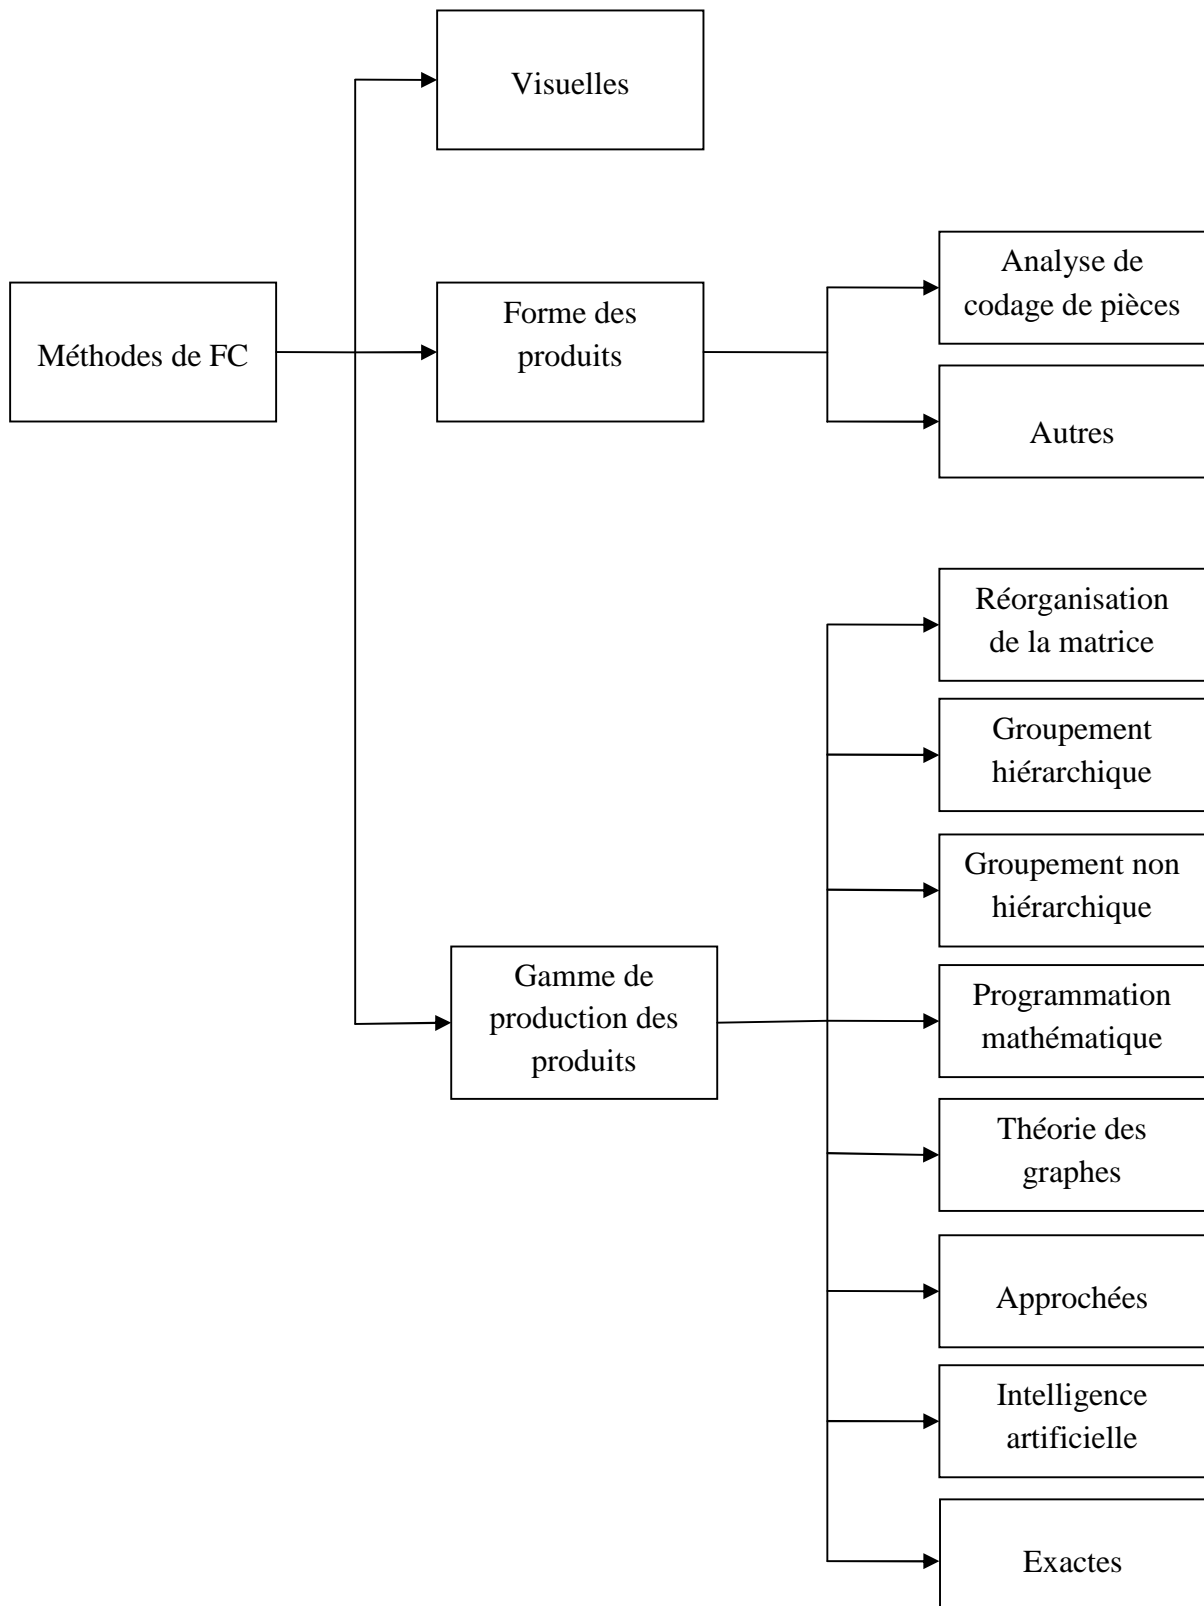 Visuelles
Méthodes de FC
Forme des
produits
Analyse de
codage de pièces
Autres
Gamme de
production des
produits
Réorganisation
de la matrice
Groupement
hiérarchique
Groupement non
hiérarchique
Programmation
mathématique
Théorie des
graphes
Approchées
Intelligence
artificielle
Exactes